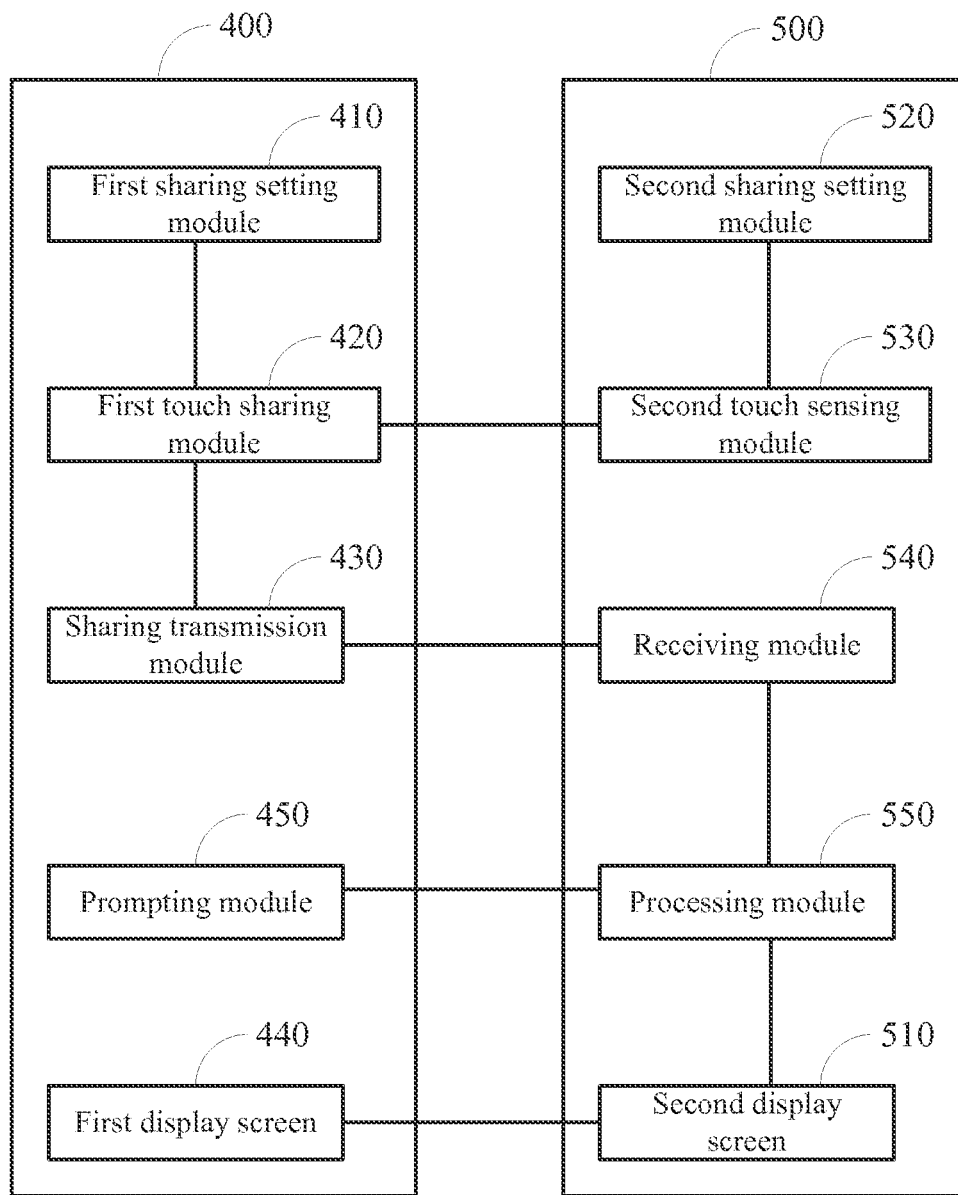 400
500
410
First sharing setting
module
520
Second sharing setting
module
420
First touch sharing
module
530
Second touch sensing
module
430
Sharing transmission
module
540
Receiving module
450
Prompting module
550
Processing module
440
First display screen
510
Second display
screen